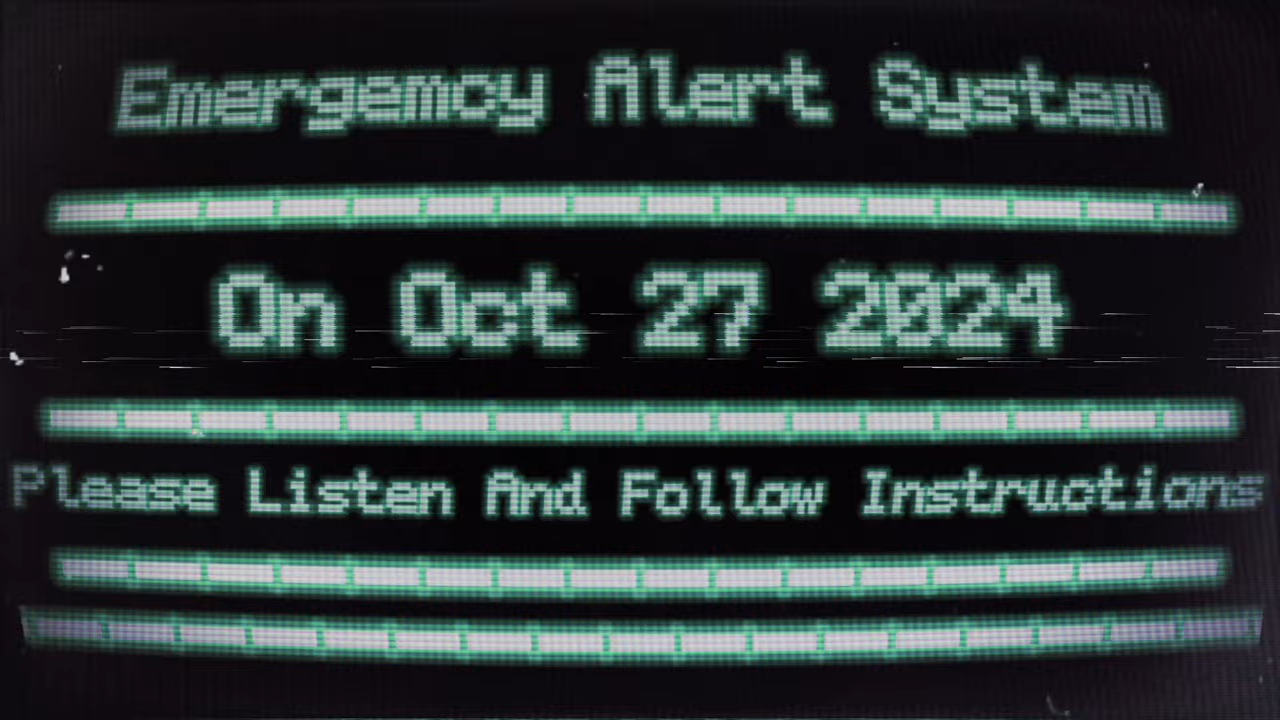 Emergemcy Alert System
On Oct 27 2024
Please Listen And Follow Instructions